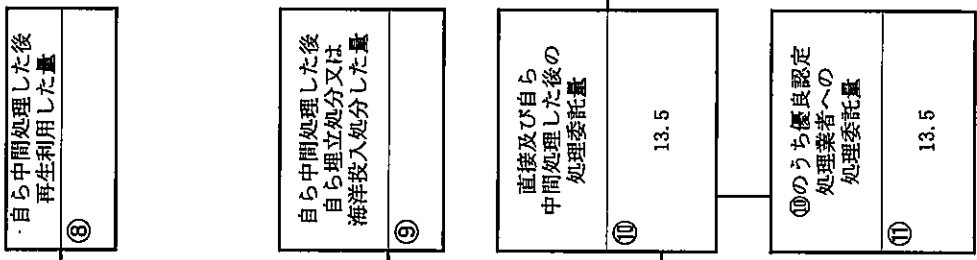 自ら中間処理した後
再生利用した量
⑧
自ら中間処理した後
自ら埋立処分又は
海洋投入処分した量
⑨
直接及び自ら
中間処理した後の
処理委託量
⑩
13.5
⑩のうち優良認定
処理業者への
処理委託量
⑪
13.5